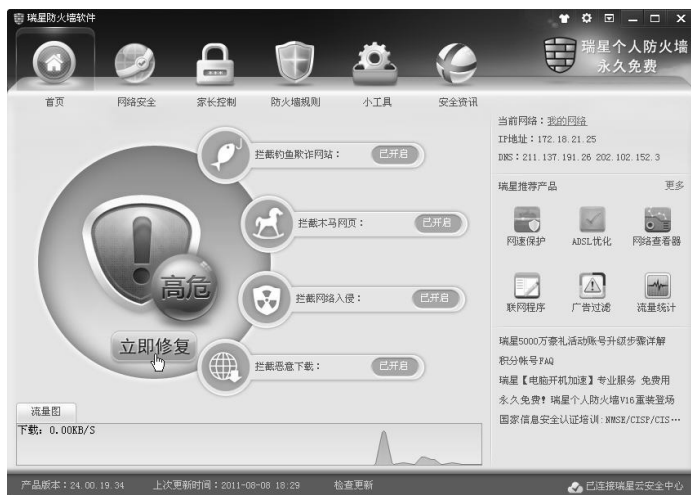 瑞星防火墙软件
瑞星个人防火墙
永久免费
首页
网络安全
家长控制
防火墙规则
小工具
安全资讯
拦截钓鱼欺诈网站： 已开启
拦截木马网页： 已开启
拦截网络入侵： 已开启
拦截恶意下载： 已开启
高危
立即修复
流量图
下载：0.00KB/S
当前网络：我的网络
IP地址：172.18.21.25
DNS：211.137.191.26 202.102.152.3
瑞星推荐产品 更多
网速保护
ADSL优化
网络查看器
联网程序
广告过滤
流量统计
瑞星5000万豪礼活动账号升级步骤详解
积分帐号FAQ
瑞星【电脑开机加速】专业服务 免费用
永久免费！瑞星个人防火墙V16重装登场
国家信息安全认证培训:NMSE/CISP/CIS…
产品版本：24.00.19.34 上次更新时间：2011-08-08 18:29 检查更新
已连接瑞星云安全中心